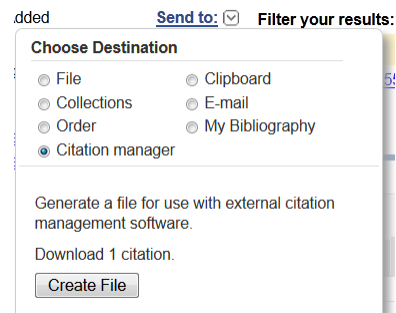 dded Send to: Filter your results:
Choose Destination
File Clipboard
Collections E-mail
Order My Bibliography
Citation manager
Generate a file for use with external citation
management software.
Download 1 citation.
Create File